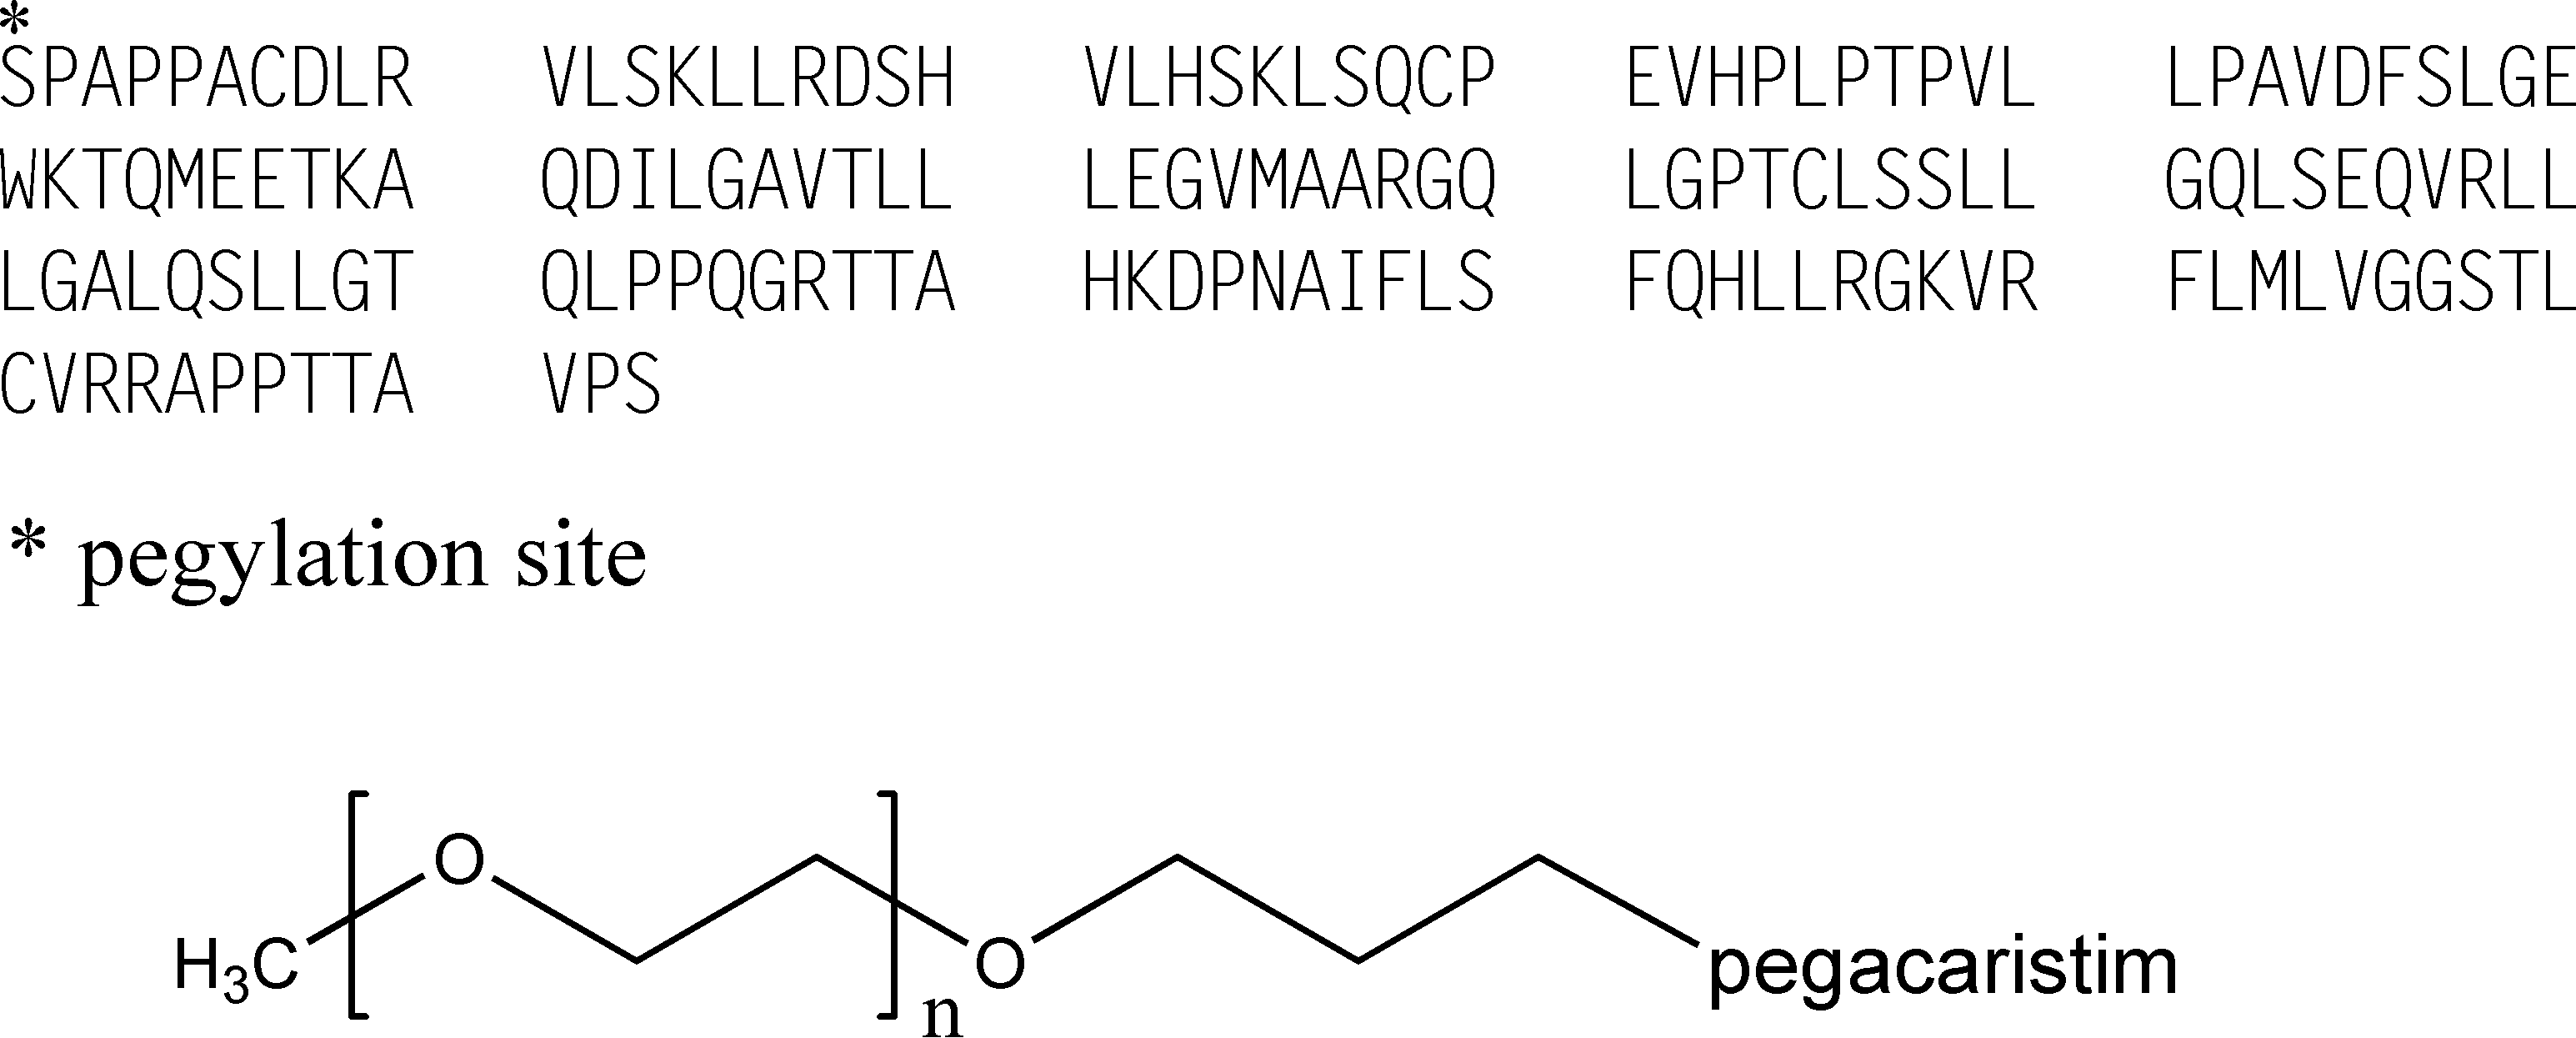 *
SPAPPACDLR VLSKLLRDSH VLHSKLSQCP EVHPLPTPVL LPAVDFSLGE
WKTQMEETKA QDILGAVTLL LEGVMAARGQ LGPTCLSSLL GQLSEQVRLL
LGALQSLLGT QLPPQGRTTA HKDPNAIFLS FQHLLRGKVR FLMLVGGSTL
CVRRAPPTTA VPS
* pegylation site
O
H3C O pegacaristim
n